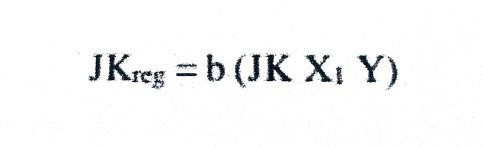 JKreg = b (JK X1 Y)